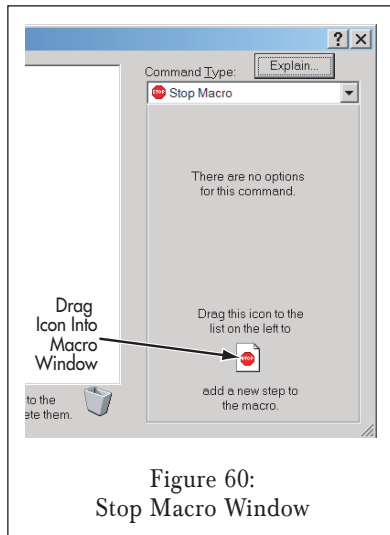 ? ×
Command Type:
Explain...
STOP Stop Macro
There are no options
for this command.
Drag
Icon Into
Macro
Window
Drag this icon to the
list on the left to
STOP
add a new step to
the macro.
to the
ete them.
Figure 60:
Stop Macro Window